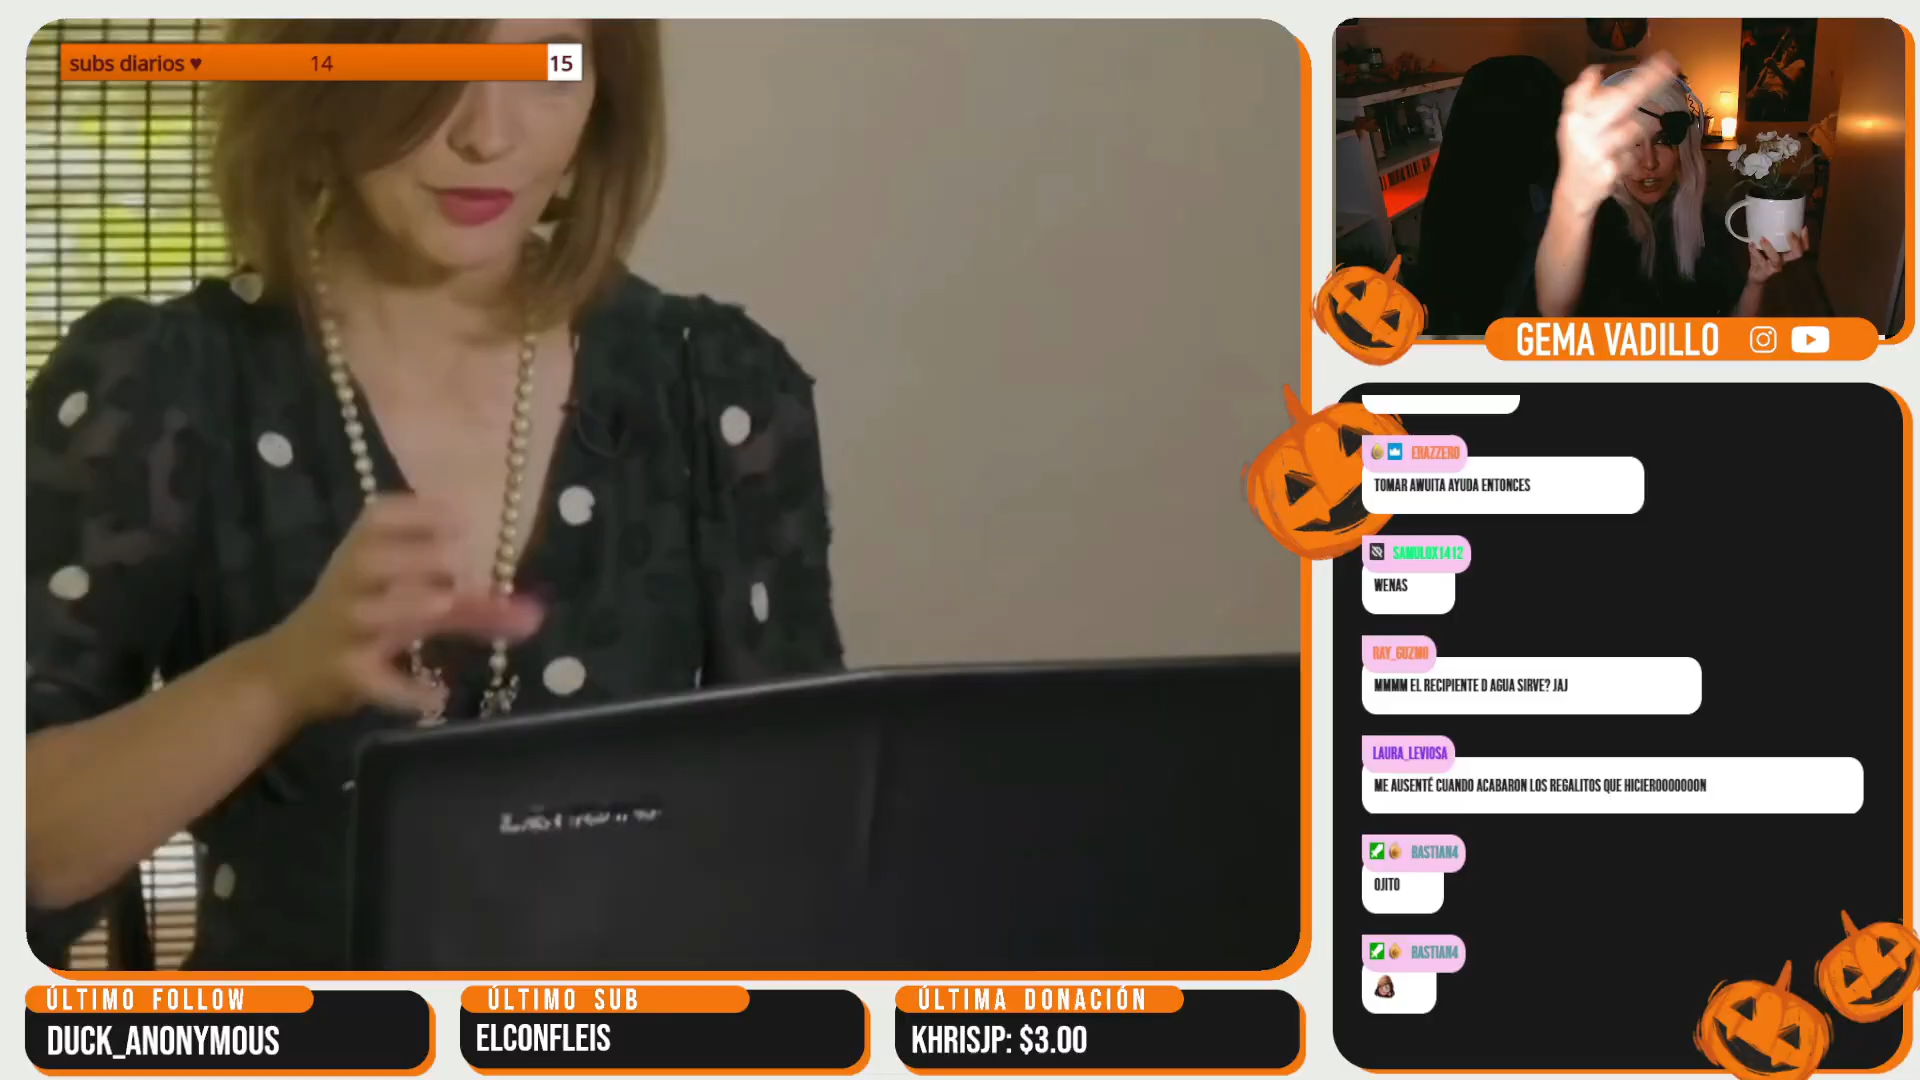 subs diarios ♥ 14 15
GEMA VADILLO
ERAZZERO
TOMAR AWUITA AYUDA ENTONCES
SAMULOX1412
WENAS
RAY_GUZMO
MMMM EL RECIPIENTE D AGUA SIRVE? JAJ
LAURA_LEVIOSA
ME AUSENTÉ CUANDO ACABARON LOS REGALITOS QUE HICIEROOOOOOON
BASTIAN4
OJITO
BASTIAN4
ÚLTIMO FOLLOW
DUCK_ANONYMOUS
ÚLTIMO SUB
ELCONFLEIS
ÚLTIMA DONACIÓN
KHRISJP: $3.00